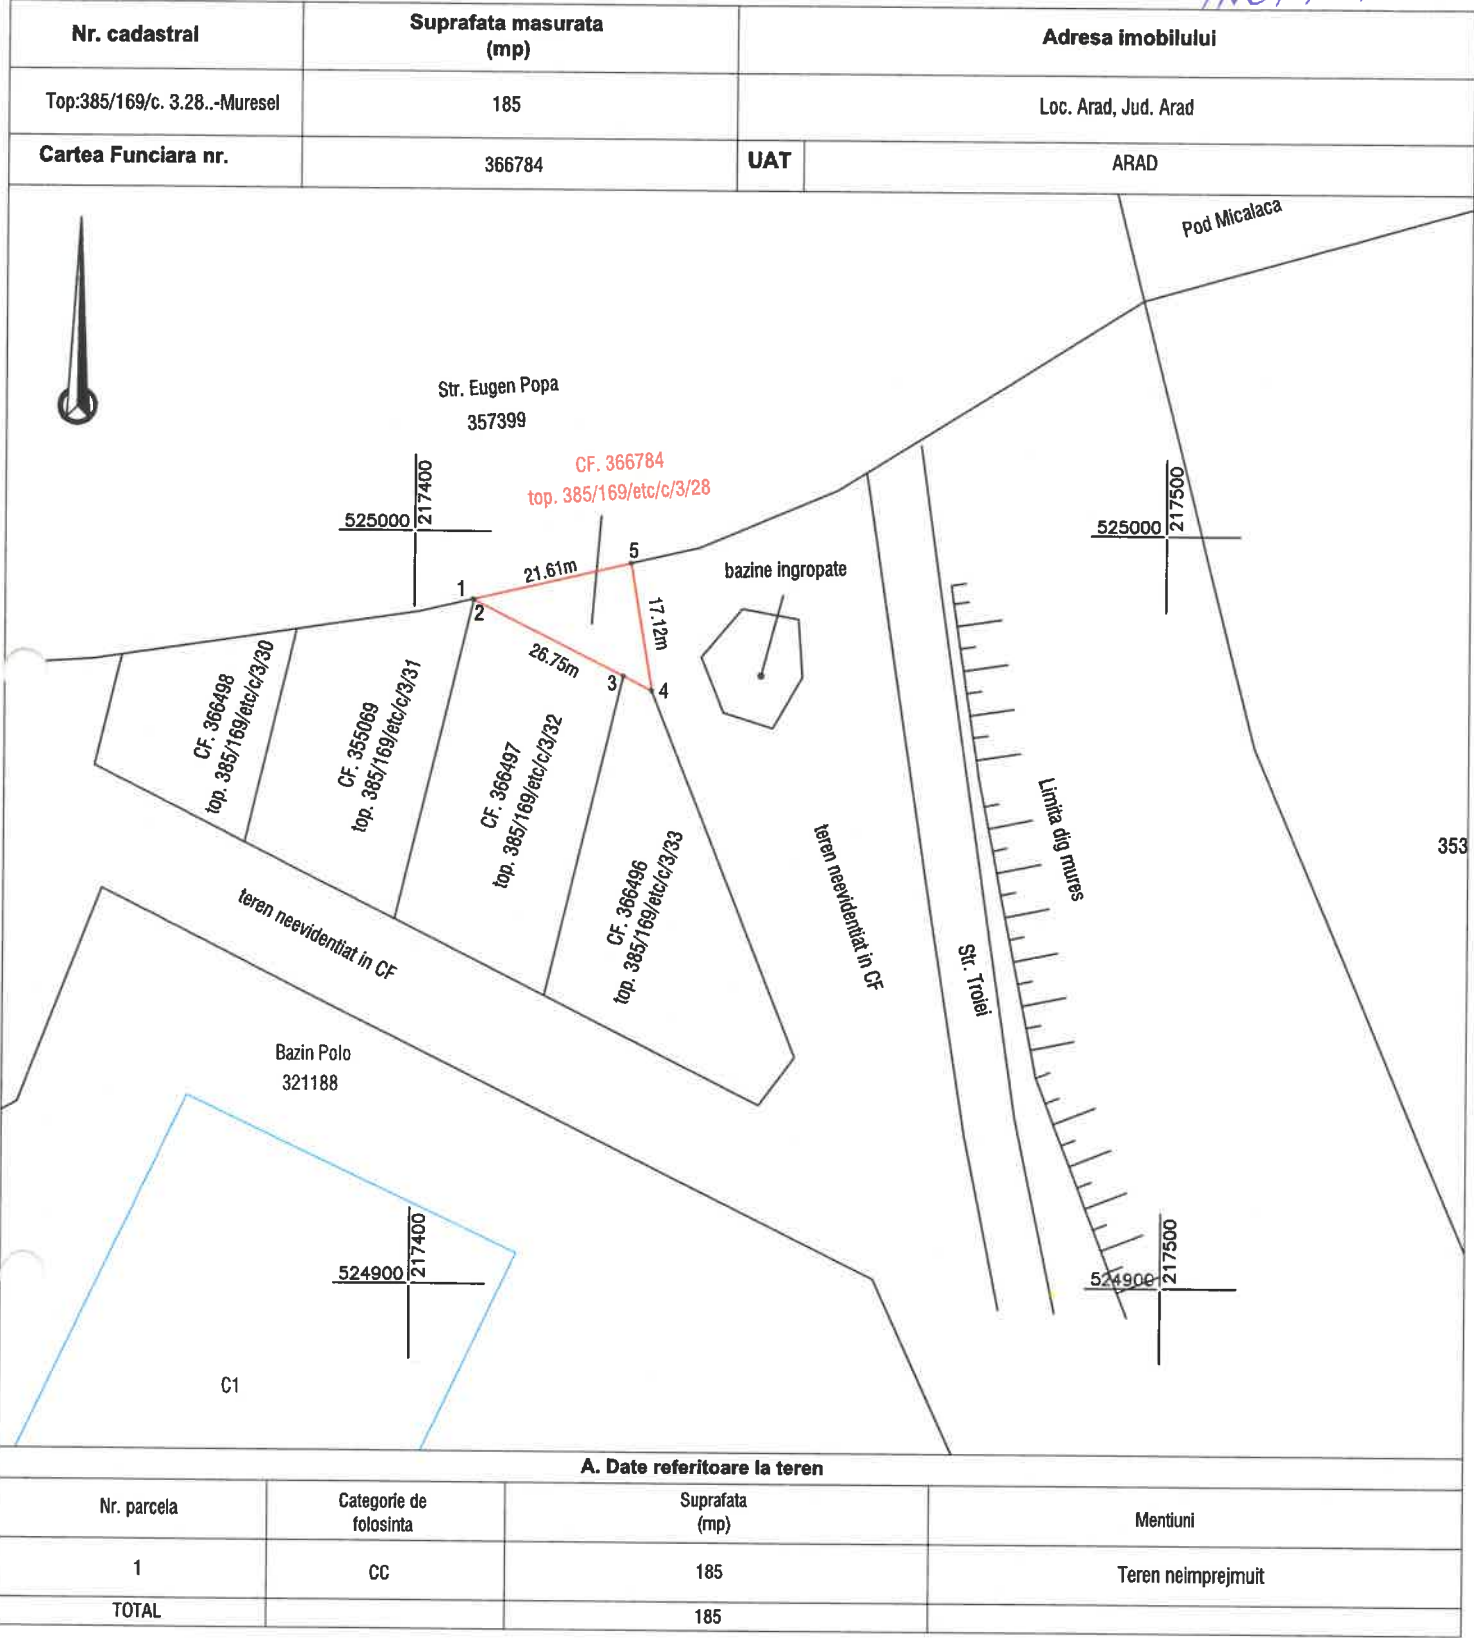 Nr. cadastral
Suprafata masurata
(mp)
Adresa imobilului
Top:385/169/c. 3.28..-Muresel
185
Loc. Arad, Jud. Arad
Cartea Funciara nr.
366784
UAT
ARAD
Pod Micalaca
Str. Eugen Popa
357399
CF. 366784
top. 385/169/etc/c/3/28
525000
217400
525000
217500
21.61m
5
1
2
bazine ingropate
17.12m
26.75m
3
4
CF. 366498
top. 385/169/etc/c/3/30
CF. 355069
top. 385/169/etc/c/3/31
CF. 366497
top. 385/169/etc/c/3/32
CF. 366496
top. 385/169/etc/c/3/33
teren neevidentiat in CF
Limita dig mures
353
teren neevidentiat in CF
Str. Troiei
Bazin Polo
321188
524900
217400
524900
217500
C1
A. Date referitoare la teren
Nr. parcela
Categorie de
folosinta
Suprafata
(mp)
Mentiuni
1
CC
185
Teren neimprejmuit
TOTAL
185